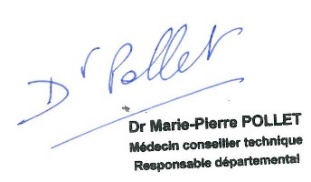 Dr Pollet
Dr Marie-Pierre POLLET
Médecin conseiller technique
Responsable départemental